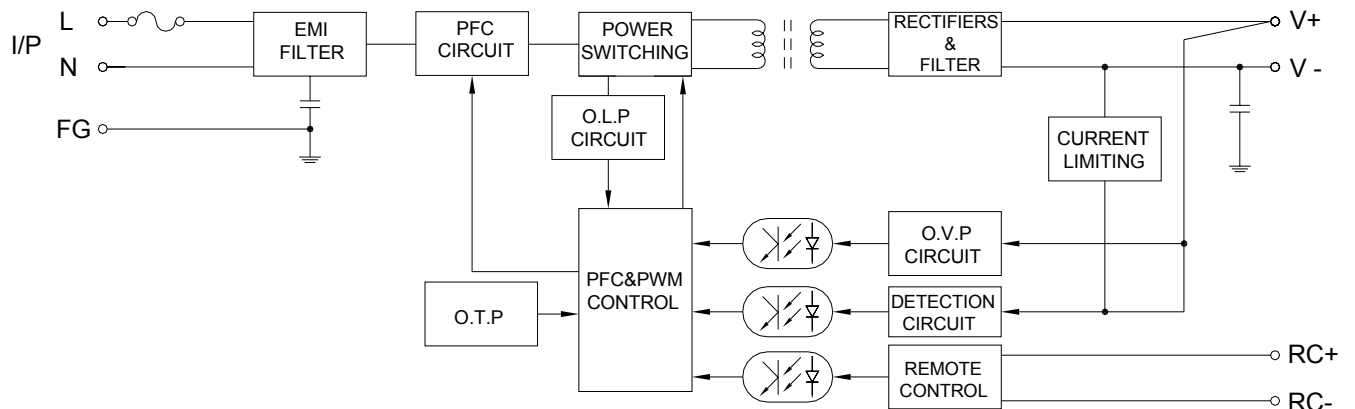 I/P
L
N
FG
EMI
FILTER
PFC
CIRCUIT
POWER
SWITCHING
RECTIFIERS
&
FILTER
V+
V -
O.L.P
CIRCUIT
CURRENT
LIMITING
PFC&PWM
CONTROL
O.T.P
O.V.P
CIRCUIT
DETECTION
CIRCUIT
REMOTE
CONTROL
RC+
RC-